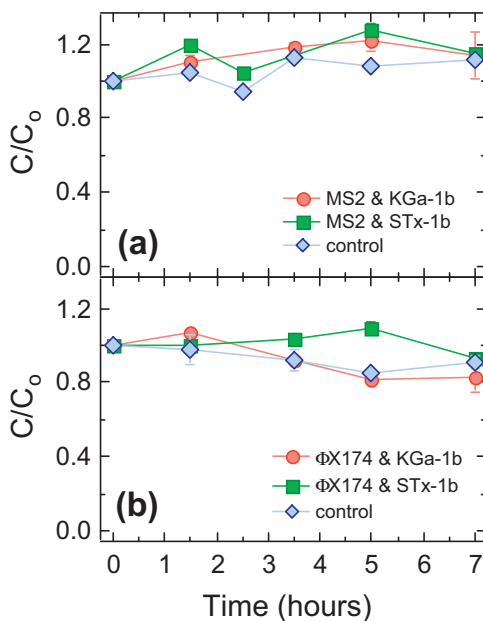 1.2
0.8
0.4
0.0
C/Co
MS2 & KGa-1b
MS2 & STx-1b
control
(a)
1.2
0.8
0.4
0.0
C/Co
ΦX174 & KGa-1b
ΦX174 & STx-1b
control
(b)
0 1 2 3 4 5 6 7
Time (hours)